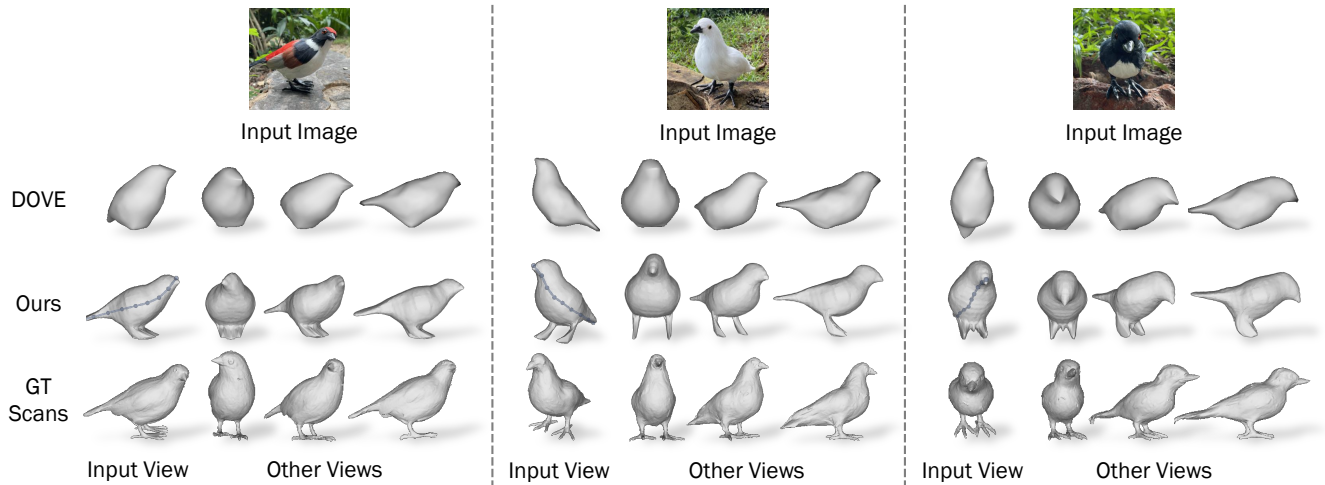 Input Image
Input Image
Input Image
DOVE
Ours
GT
Scans
Input View
Other Views
Input View
Other Views
Input View
Other Views